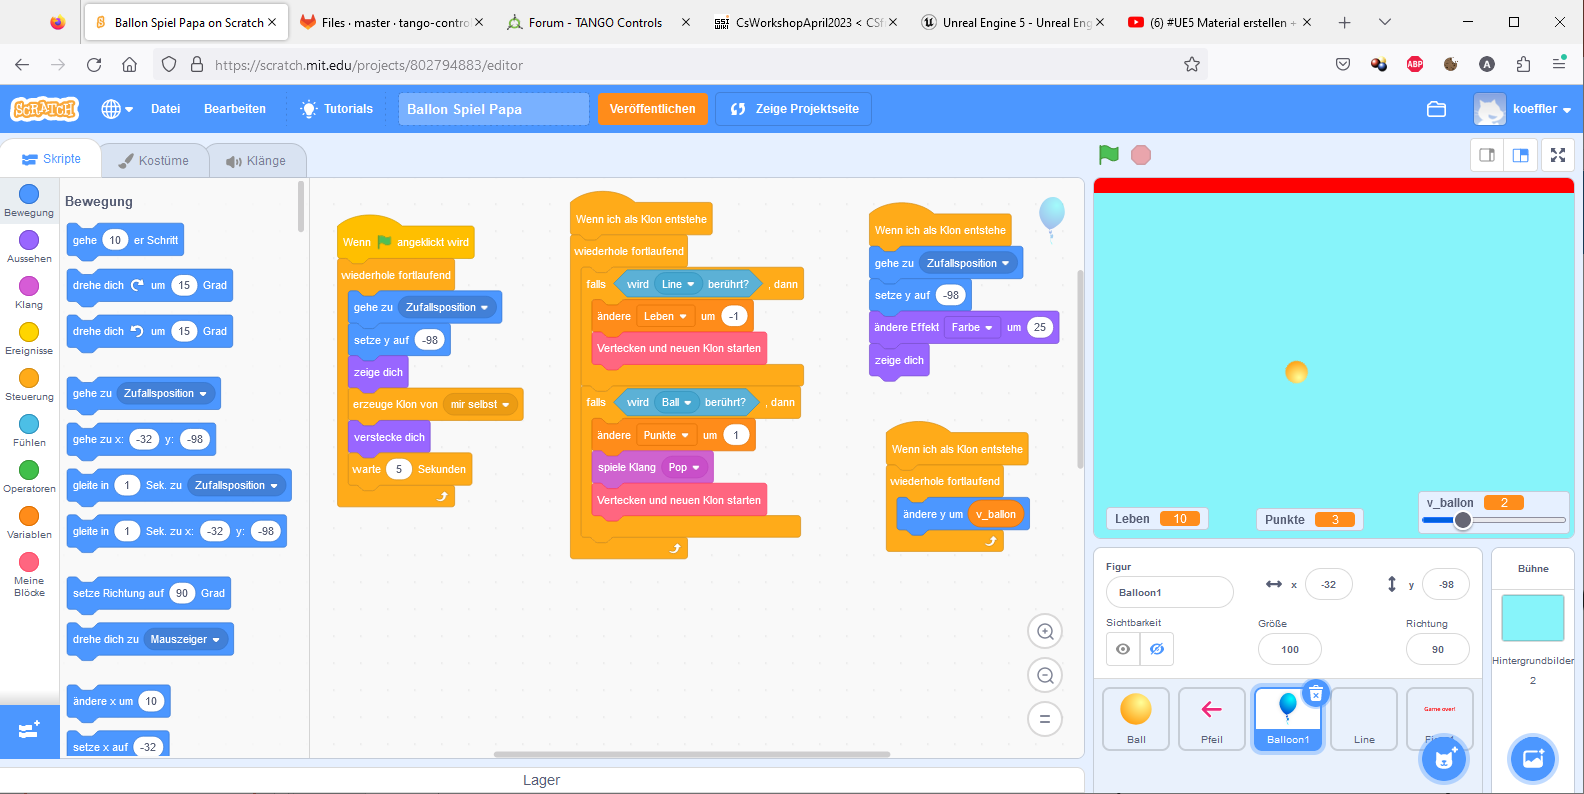 Ballon Spiel Papa on Scratch
Files · master · tango-contro
Forum - TANGO Controls
CsWorkshopApril2023 < CSf
Unreal Engine 5 - Unreal Eng
(6) #UE5 Material erstellen +
https://scratch.mit.edu/projects/802794883/editor
ABP
A
SCRATCH
Datei
Bearbeiten
Tutorials
Ballon Spiel Papa
Veröffentlichen
Zeige Projektseite
koeffler
Skripte
Kostüme
Klänge
Bewegung
Aussehen
Klang
Ereignisse
Steuerung
Fühlen
Operatoren
Variablen
Meine
Blöcke
Bewegung
gehe 10 er Schritt
drehe dich um 15 Grad
drehe dich um 15 Grad
gehe zu Zufallsposition
gehe zu x: -32 y: -98
gleite in 1 Sek. zu Zufallsposition
gleite in 1 Sek. zu x: -32 y: -98
setze Richtung auf 90 Grad
drehe dich zu Mauszeiger
ändere x um 10
setze x auf -32
Wenn angeklickt wird
wiederhole fortlaufend
gehe zu Zufallsposition
setze y auf -98
zeige dich
erzeuge Klon von mir selbst
verstecke dich
warte 5 Sekunden
Wenn ich als Klon entstehe
wiederhole fortlaufend
falls wird Line berührt? , dann
ändere Leben um -1
Vertecken und neuen Klon starten
falls wird Ball berührt? , dann
ändere Punkte um 1
spiele Klang Pop
Vertecken und neuen Klon starten
Wenn ich als Klon entstehe
gehe zu Zufallsposition
setze y auf -98
ändere Effekt Farbe um 25
zeige dich
Wenn ich als Klon entstehe
wiederhole fortlaufend
ändere y um v_ballon
Lager
Leben 10
Punkte 3
v_ballon 2
Figur
Balloon1
x -32
y -98
Sichtbarkeit
Größe
100
Richtung
90
Ball
Pfeil
Balloon1
Line
Game over!
Bühne
Hintergrundbilder
2